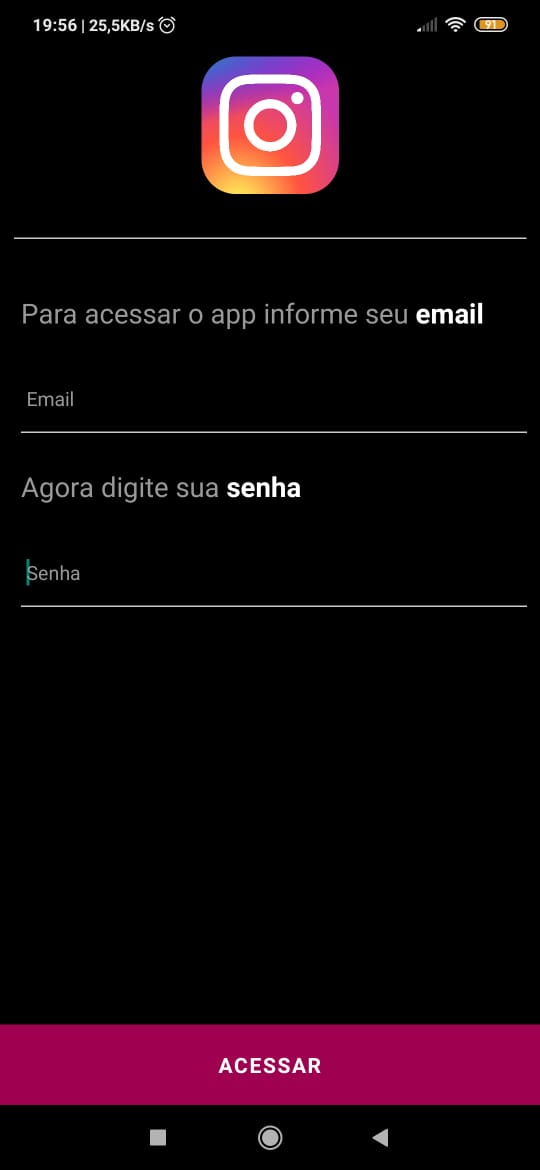 19:56 | 25,5KB/s
91
Para acessar o app informe seu email
Email
Agora digite sua senha
Senha
ACESSAR